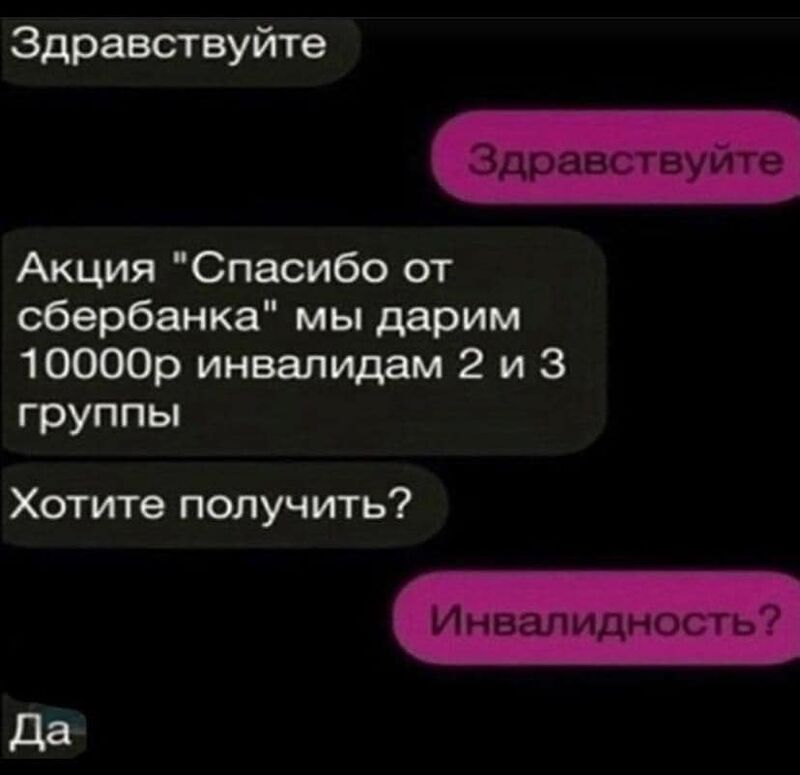 Здравствуйте
Здравствуйте
Акция "Спасибо от
сбербанка" мы дарим
10000р инвалидам 2 и 3
группы
Хотите получить?
Инвалидность?
Да